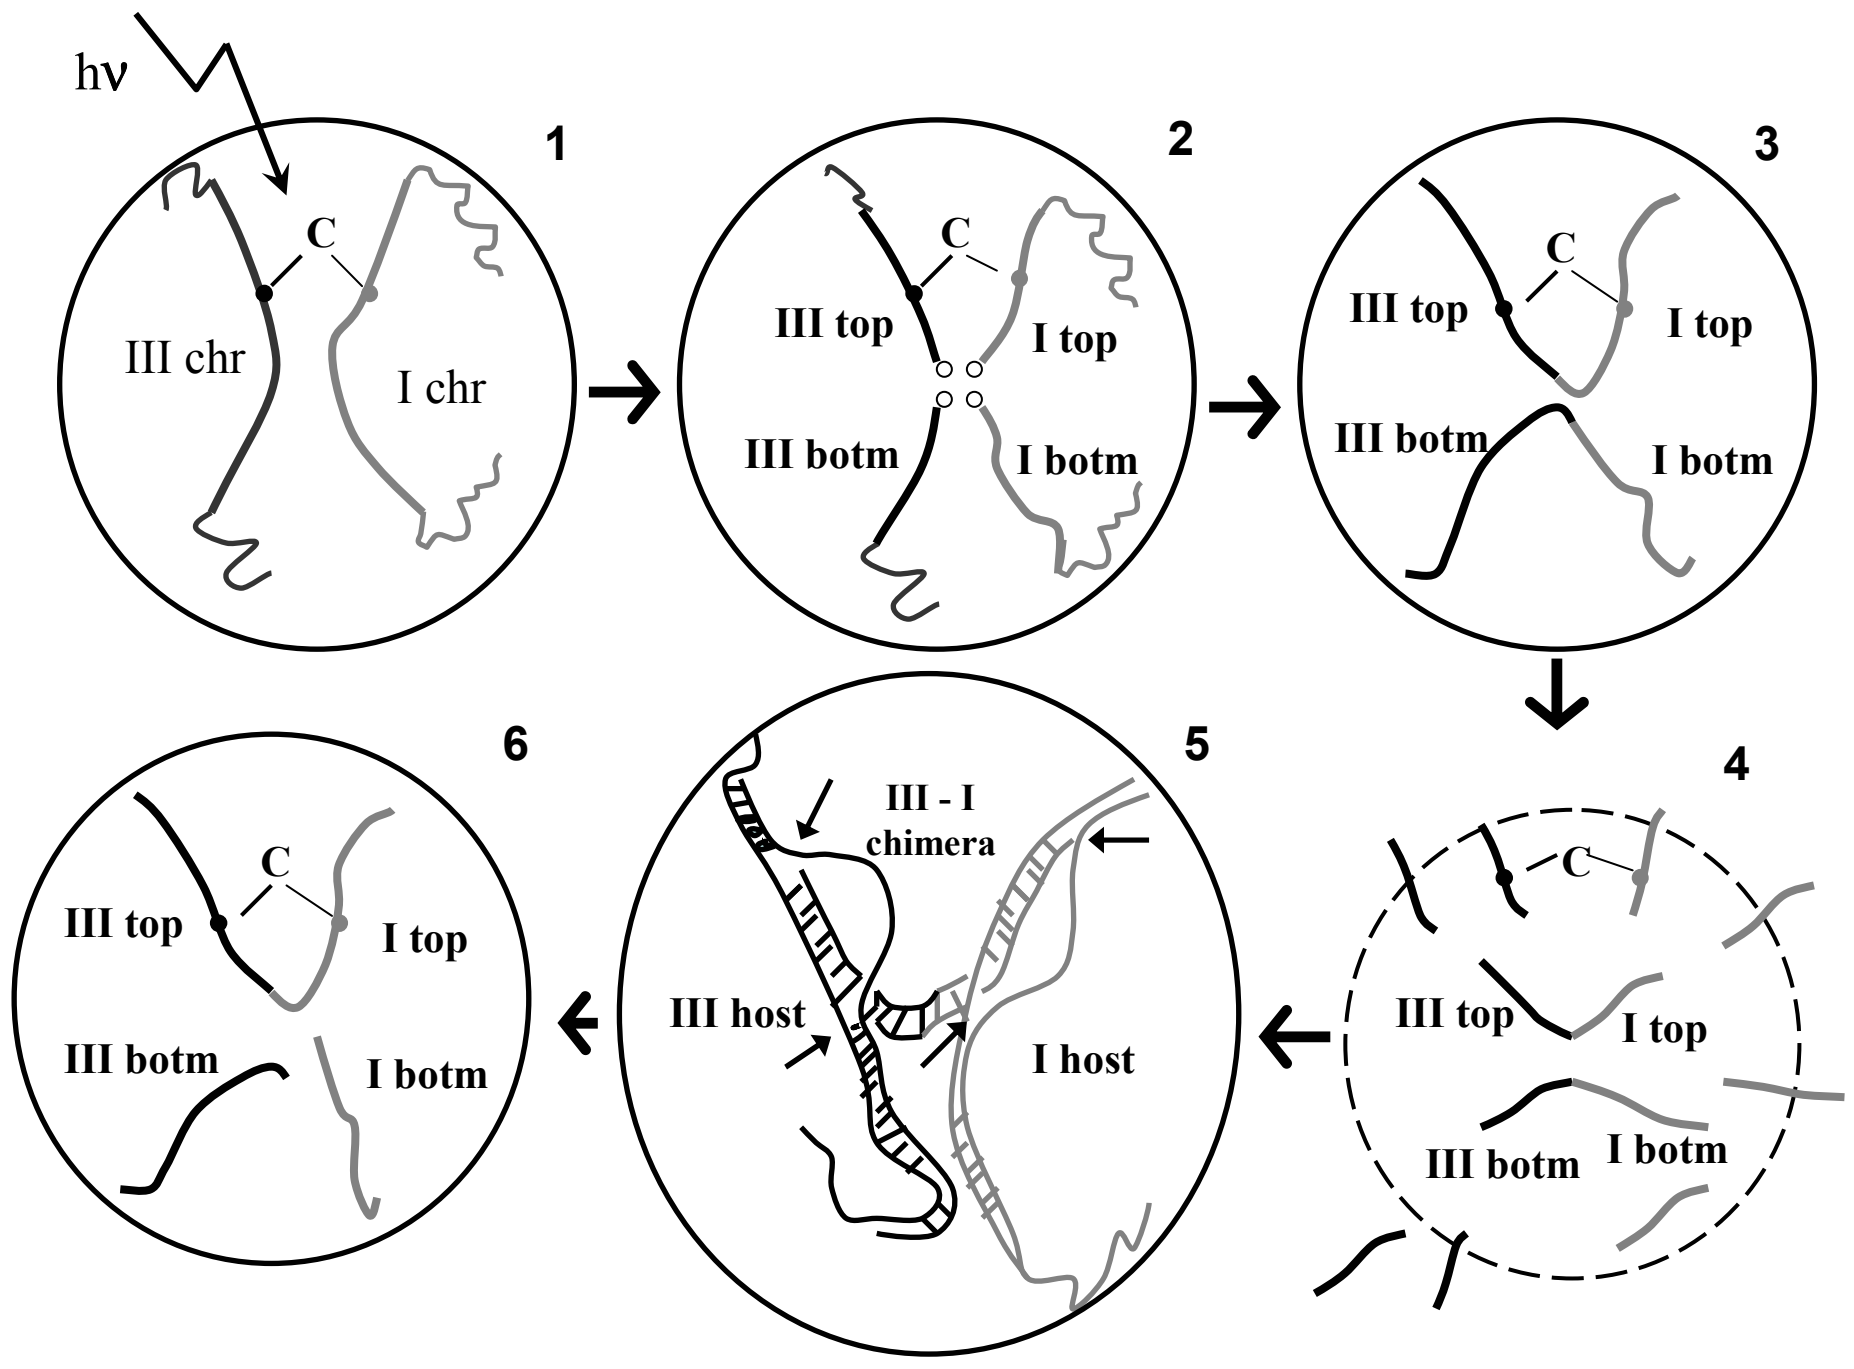 hν
1
C
III chr
I chr
2
C
III top
I top
III botm
I botm
3
C
III top
I top
III botm
I botm
4
C
III top
I top
III botm
I botm
5
III - I
chimera
III host
I host
6
C
III top
I top
III botm
I botm